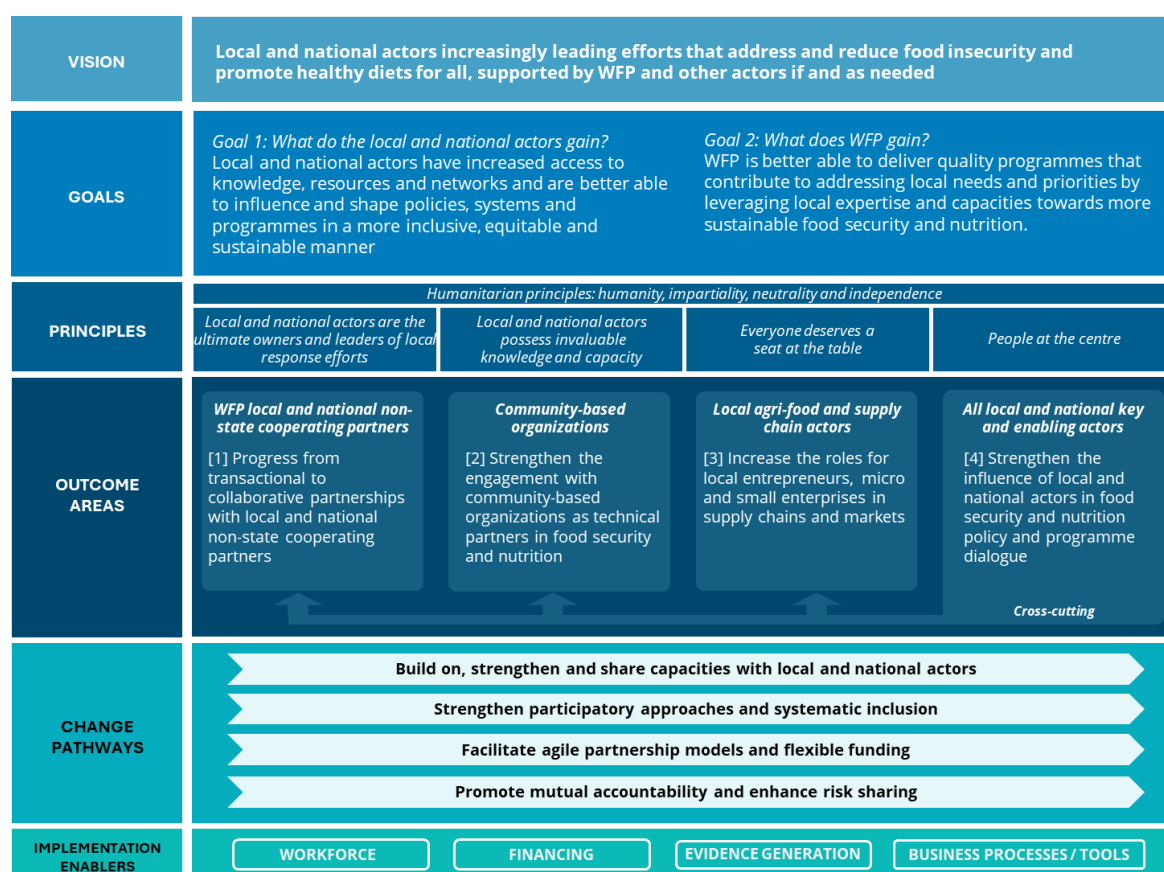 VISION
Local and national actors increasingly leading efforts that address and reduce food insecurity and
promote healthy diets for all, supported by WFP and other actors if and as needed
GOALS
Goal 1: What do the local and national actors gain?
Local and national actors have increased access to
knowledge, resources and networks and are better able
to influence and shape policies, systems and
programmes in a more inclusive, equitable and
sustainable manner
Goal 2: What does WFP gain?
WFP is better able to deliver quality programmes that
contribute to addressing local needs and priorities by
leveraging local expertise and capacities towards more
sustainable food security and nutrition.
PRINCIPLES
Humanitarian principles: humanity, impartiality, neutrality and independence
Local and national actors are the
ultimate owners and leaders of local
response efforts
Local and national actors
possess invaluable
knowledge and capacity
Everyone deserves a
seat at the table
People at the centre
OUTCOME
AREAS
WFP local and national non-
state cooperating partners
[1] Progress from
transactional to
collaborative partnerships
with local and national
non-state cooperating
partners
Community-based
organizations
[2] Strengthen the
engagement with
community-based
organizations as technical
partners in food security
and nutrition
Local agri-food and supply
chain actors
[3] Increase the roles for
local entrepreneurs, micro
and small enterprises in
supply chains and markets
All local and national key
and enabling actors
[4] Strengthen the
influence of local and
national actors in food
security and nutrition
policy and programme
dialogue
Cross-cutting
CHANGE
PATHWAYS
Build on, strengthen and share capacities with local and national actors
Strengthen participatory approaches and systematic inclusion
Facilitate agile partnership models and flexible funding
Promote mutual accountability and enhance risk sharing
IMPLEMENTATION
ENABLERS
WORKFORCE
FINANCING
EVIDENCE GENERATION
BUSINESS PROCESSES / TOOLS